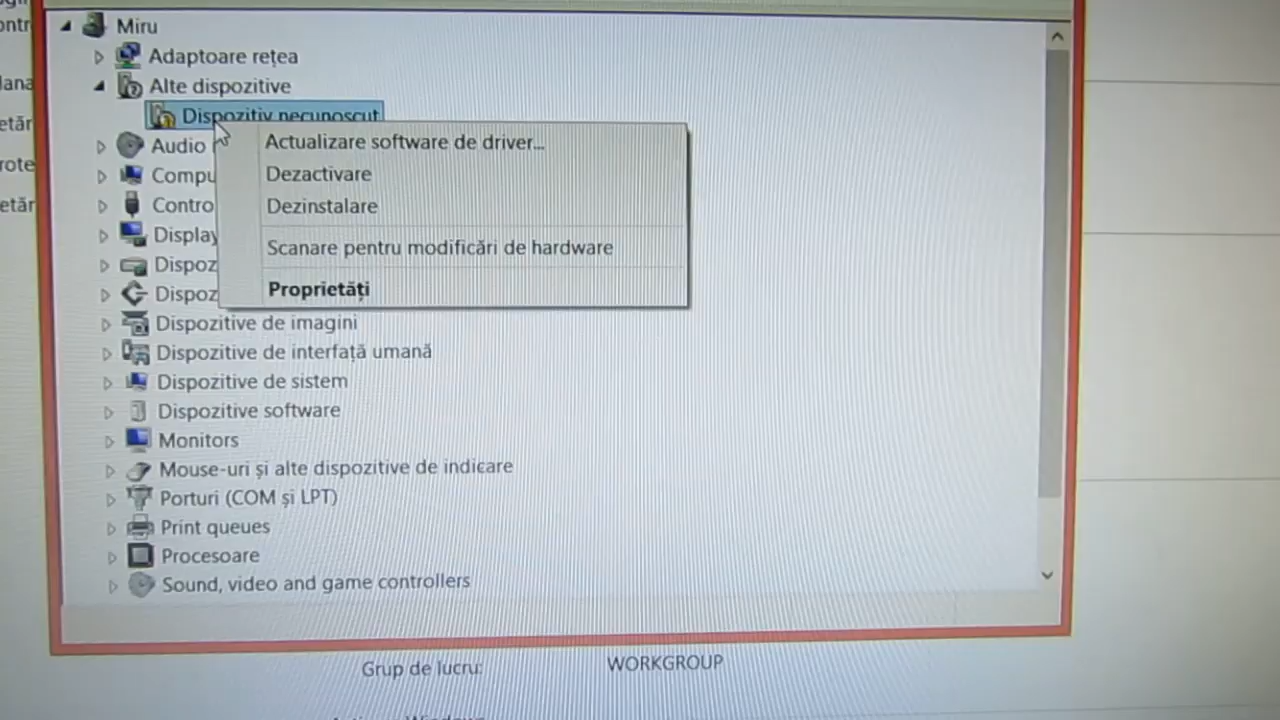 Miru
Adaptoare rețea
Alte dispozitive
Dispozitiv necunoscut
Actualizare software de driver...
Dezactivare
Dezinstalare
Scanare pentru modificări de hardware
Proprietăți
Audio
Compu
Contro
Display
Dispoz
Dispoz
Dispozitive de imagini
Dispozitive de interfață umană
Dispozitive de sistem
Dispozitive software
Monitors
Mouse-uri și alte dispozitive de indicare
Porturi (COM și LPT)
Print queues
Procesoare
Sound, video and game controllers
Grup de lucru: WORKGROUP